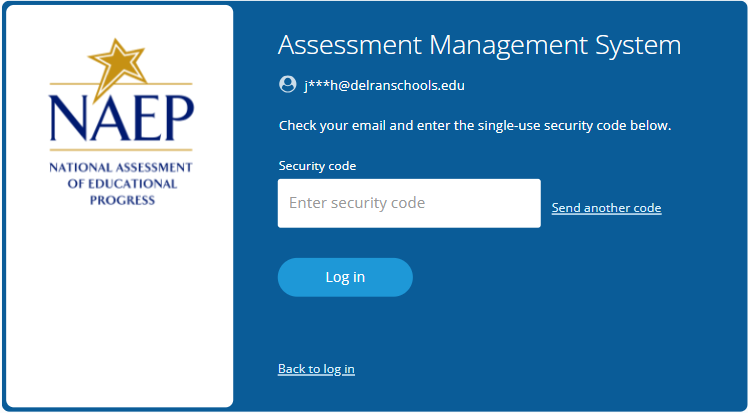 NAEP
NATIONAL ASSESSMENT
OF EDUCATIONAL
PROGRESS
Assessment Management System
j***h@delranschools.edu
Check your email and enter the single-use security code below.
Security code
Enter security code
Send another code
Log in
Back to log in